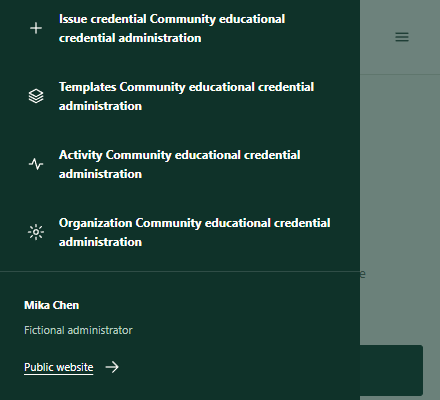 Issue credential Community educational
credential administration
Templates Community educational credential
administration
Activity Community educational credential
administration
Organization Community educational credential
administration
e
Mika Chen
Fictional administrator
Public website